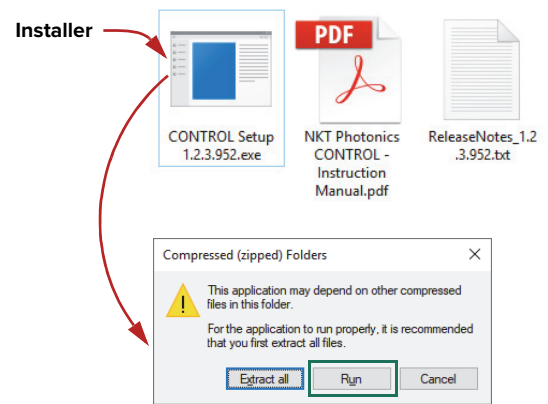 Installer
PDF
CONTROL Setup
1.2.3.952.exe
NKT Photonics
CONTROL -
Instruction
Manual.pdf
ReleaseNotes_1.2
.3.952.txt
Compressed (zipped) Folders
This application may depend on other compressed
files in this folder.
For the application to run properly, it is recommended
that you first extract all files.
Extract all
Run
Cancel